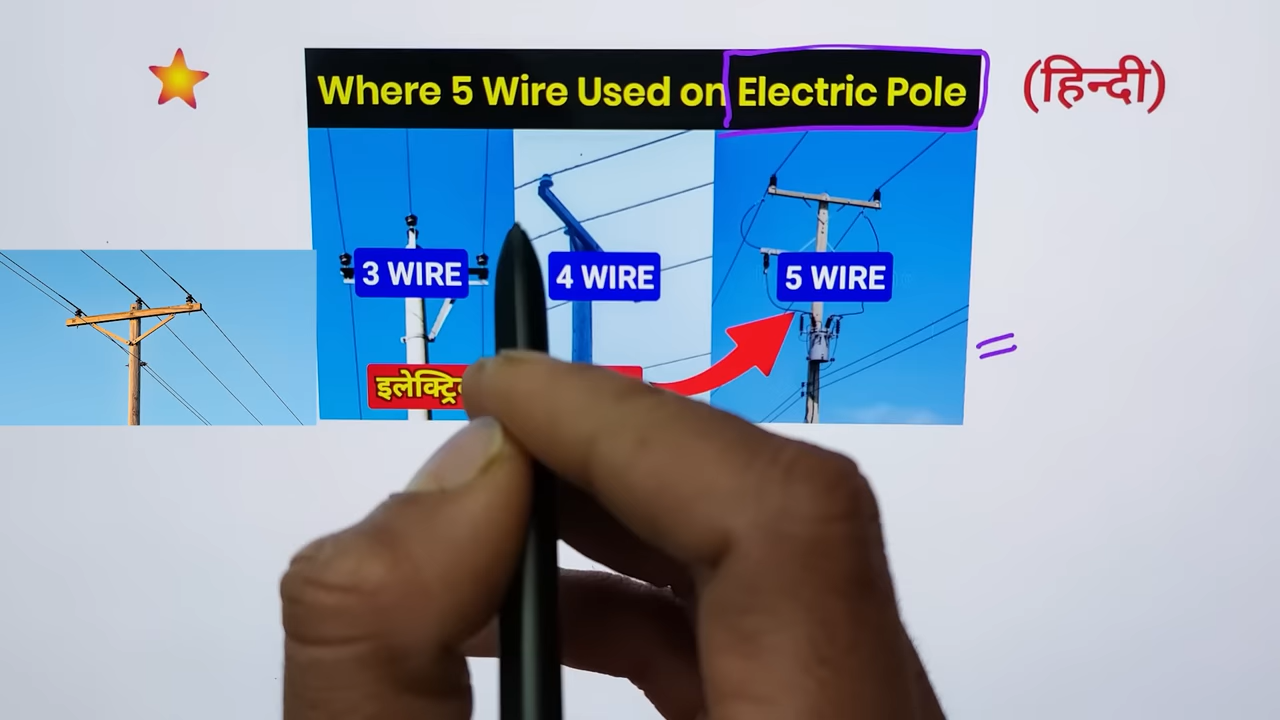 Where 5 Wire Used on Electric Pole
(हिन्दी)
3 WIRE
4 WIRE
5 WIRE